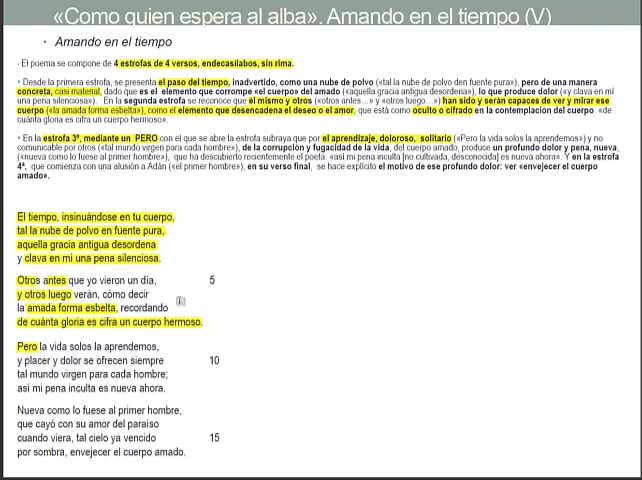 «Como quien espera al alba». Amando en el tiempo (V)
• Amando en el tiempo
- El poema se compone de 4 estrofas de 4 versos, endecasílabos, sin rima.
* Desde la primera estrofa, se presenta el paso del tiempo, inadvertido, como una nube de polvo («tal la nube de polvo den fuente pura»), pero de una manera
concreta, casi material, dado que es el elemento que corrompe «el cuerpo» del amado («aquella gracia antigua desordena»), lo que produce dolor («y clava en mí
una pena silenciosa»). En la segunda estrofa se reconoce que él mismo y otros («otros antes...» y «otros luego...») han sido y serán capaces de ver y mirar ese
cuerpo («la amada forma esbelta»), como el elemento que desencadena el deseo o el amor, que está como oculto o cifrado en la contemplación del cuerpo: «de
cuánta gloria es cifra un cuerpo hermoso».
* En la estrofa 3ª, mediante un PERO con el que se abre la estrofa subraya que por el aprendizaje, doloroso, solitario («Pero la vida solos la aprendemos») y no
comunicable por otros («tal mundo virgen para cada hombre»), de la corrupción y fugacidad de la vida, del cuerpo amado, produce un profundo dolor y pena, nueva,
(«nueva como lo fuese al primer hombre»), que ha descubierto recientemente el poeta: «así mi pena inculta [no cultivada, desconocida] es nueva ahora». Y en la estrofa
4ª, que comienza con una alusión a Adán («el primer hombre»), en su verso final, se hace explícito el motivo de ese profundo dolor: ver «envejecer el cuerpo
amado».
El tiempo, insinuándose en tu cuerpo,
tal la nube de polvo en fuente pura,
aquella gracia antigua desordena
y clava en mí una pena silenciosa.
Otros antes que yo vieron un día, 5
y otros luego verán, cómo decir
la amada forma esbelta, recordando
de cuánta gloria es cifra un cuerpo hermoso.
Pero la vida solos la aprendemos,
y placer y dolor se ofrecen siempre 10
tal mundo virgen para cada hombre;
así mi pena inculta es nueva ahora.
Nueva como lo fuese al primer hombre,
que cayó con su amor del paraíso
cuando viera, tal cielo ya vencido 15
por sombra, envejecer el cuerpo amado.